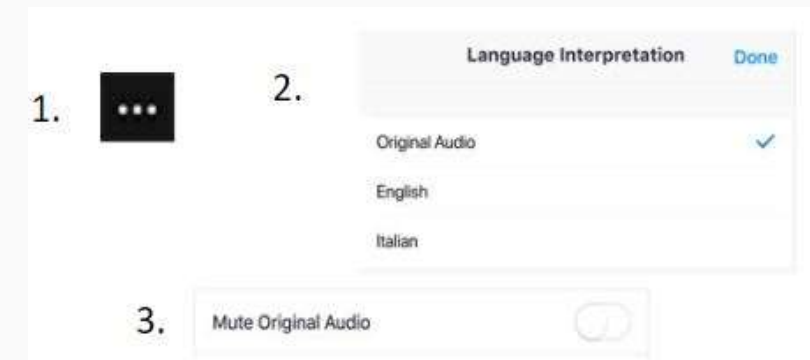 1.
2.
Language Interpretation Done
Original Audio
English
Italian
3.
Mute Original Audio